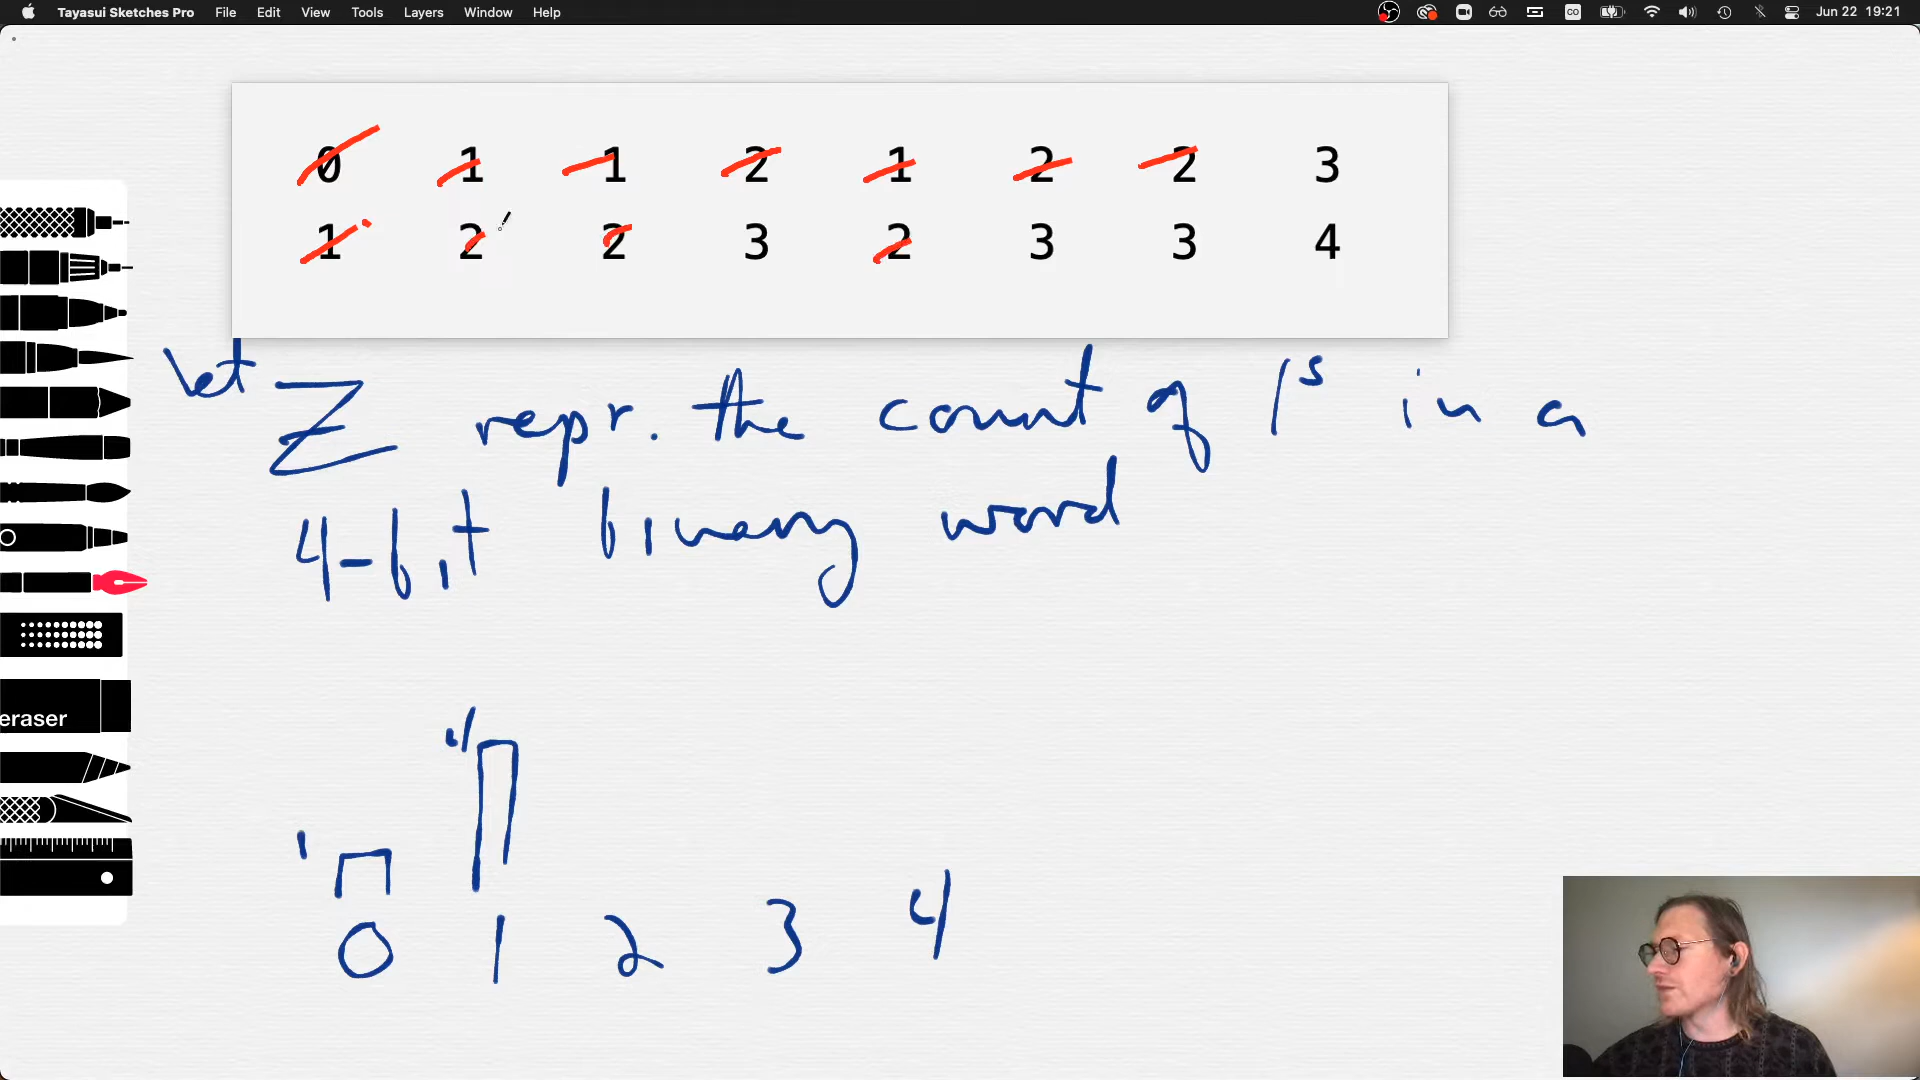 Tayasui Sketches Pro File Edit View Tools Layers Window Help Jun 22 19:21
0 1 1 2 1 2 2 3
1 2 2 3 2 3 3 4
let Z repr. the count of 1s in a
4-bit binary word
eraser
4
1
0 1 2 3 4